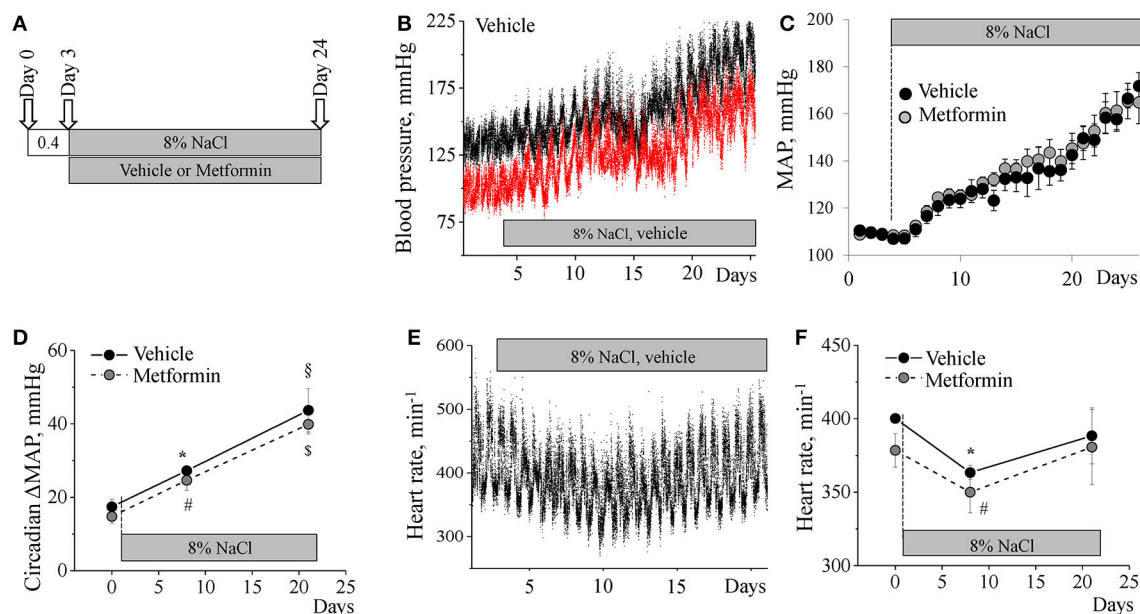 A
Day 0
Day 3
Day 24
0.4
8% NaCl
Vehicle or Metformin
B
Vehicle
Blood pressure, mmHg
225
175
125
75
8% NaCl, vehicle
5 10 15 20 Days
C
8% NaCl
Vehicle
Metformin
MAP, mmHg
200
180
160
140
120
100
0 10 20 Days
D
Vehicle
Metformin
Circadian ΔMAP, mmHg
60
40
20
0
§
*
$
#
8% NaCl
0 5 10 15 20 25
Days
E
8% NaCl, vehicle
Heart rate, min⁻¹
600
500
400
300
5 10 15 20
Days
F
Vehicle
Metformin
Heart rate, min⁻¹
450
400
350
300
*
#
8% NaCl
0 5 10 15 20 25
Days